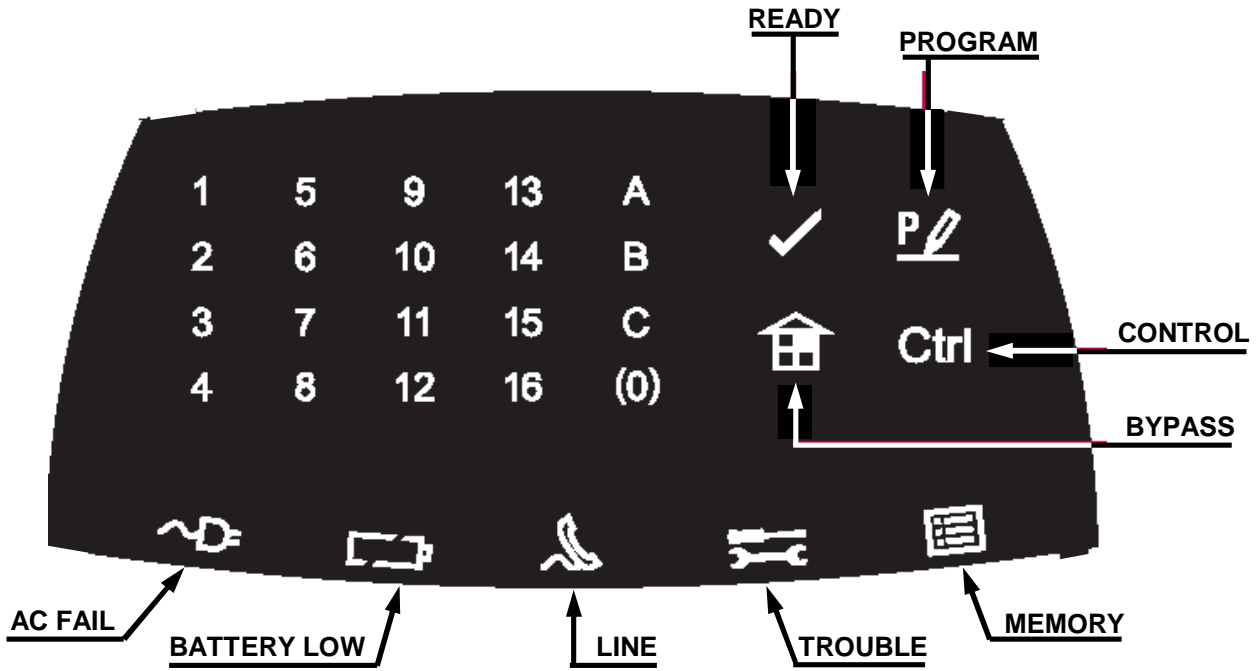 READY
PROGRAM
1 5 9 13 A
2 6 10 14 B
3 7 11 15 C
4 8 12 16 (0)
P
Ctrl
CONTROL
BYPASS
AC FAIL
BATTERY LOW
LINE
TROUBLE
MEMORY